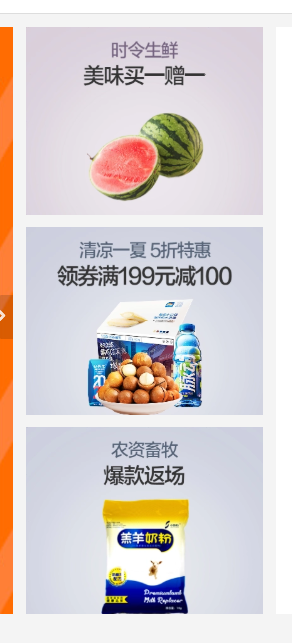 时令生鲜
美味买一赠一
清凉一夏 5折特惠
领券满199元减100
农资畜牧
爆款返场
羔羊奶粉